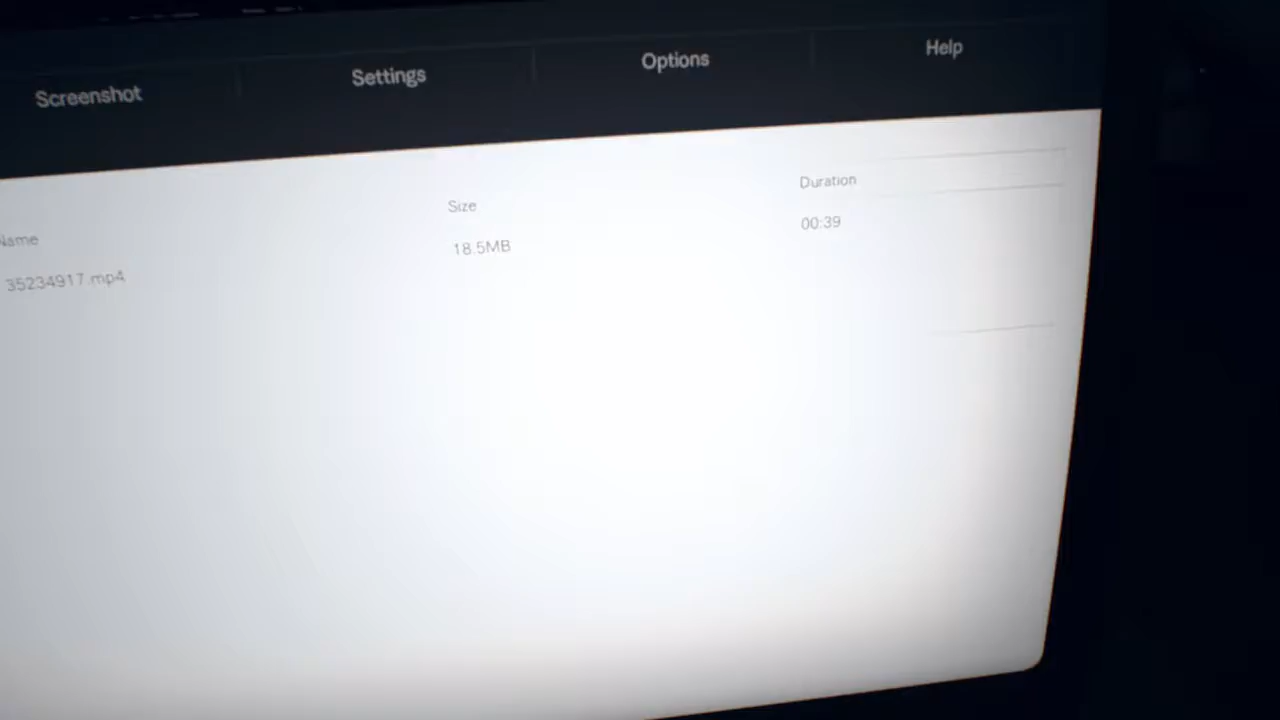 Screenshot Settings Options Help
Name Size Duration
35234917.mp4 18.5MB 00:39